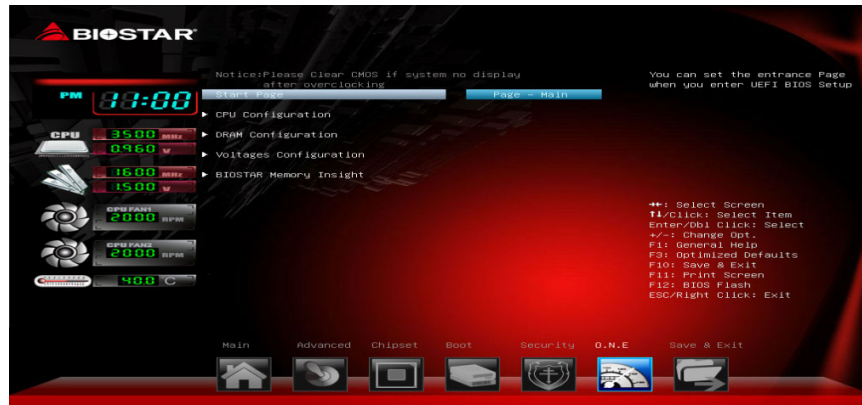 BIOSTAR
Notice:Please Clear CMOS if system no display
after overclocking
Start Page Page - Main
▶ CPU Configuration
▶ DRAM Configuration
▶ Voltages Configuration
▶ BIOSTAR Memory Insight
You can set the entrance Page
when you enter UEFI BIOS Setup
PM 11:00
CPU 3500 MHz
0.960 V
1600 MHz
1.500 V
CPU FAN1
2000 RPM
CPU FAN2
2000 RPM
40.0 C
→←: Select Screen
↑↓/Click: Select Item
Enter/Dbl Click: Select
+/-: Change Opt.
F1: General Help
F3: Optimized Defaults
F10: Save & Exit
F11: Print Screen
F12: BIOS Flash
ESC/Right Click: Exit
Main Advanced Chipset Boot Security O.N.E Save & Exit